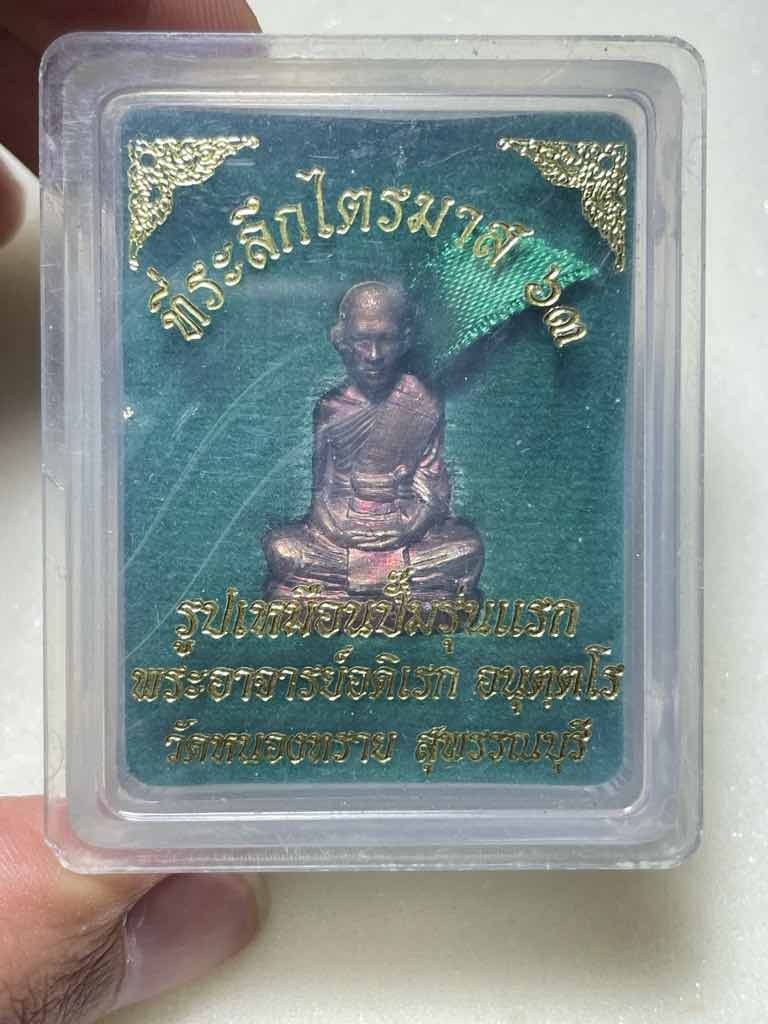 ที่ระลึกไตรมาส ๖๓
รูปเหมือนปั๊มรุ่นแรก
พระอาจารย์อดิเรก อนุตฺตโร
วัดหนองทราย สุพรรณบุรี